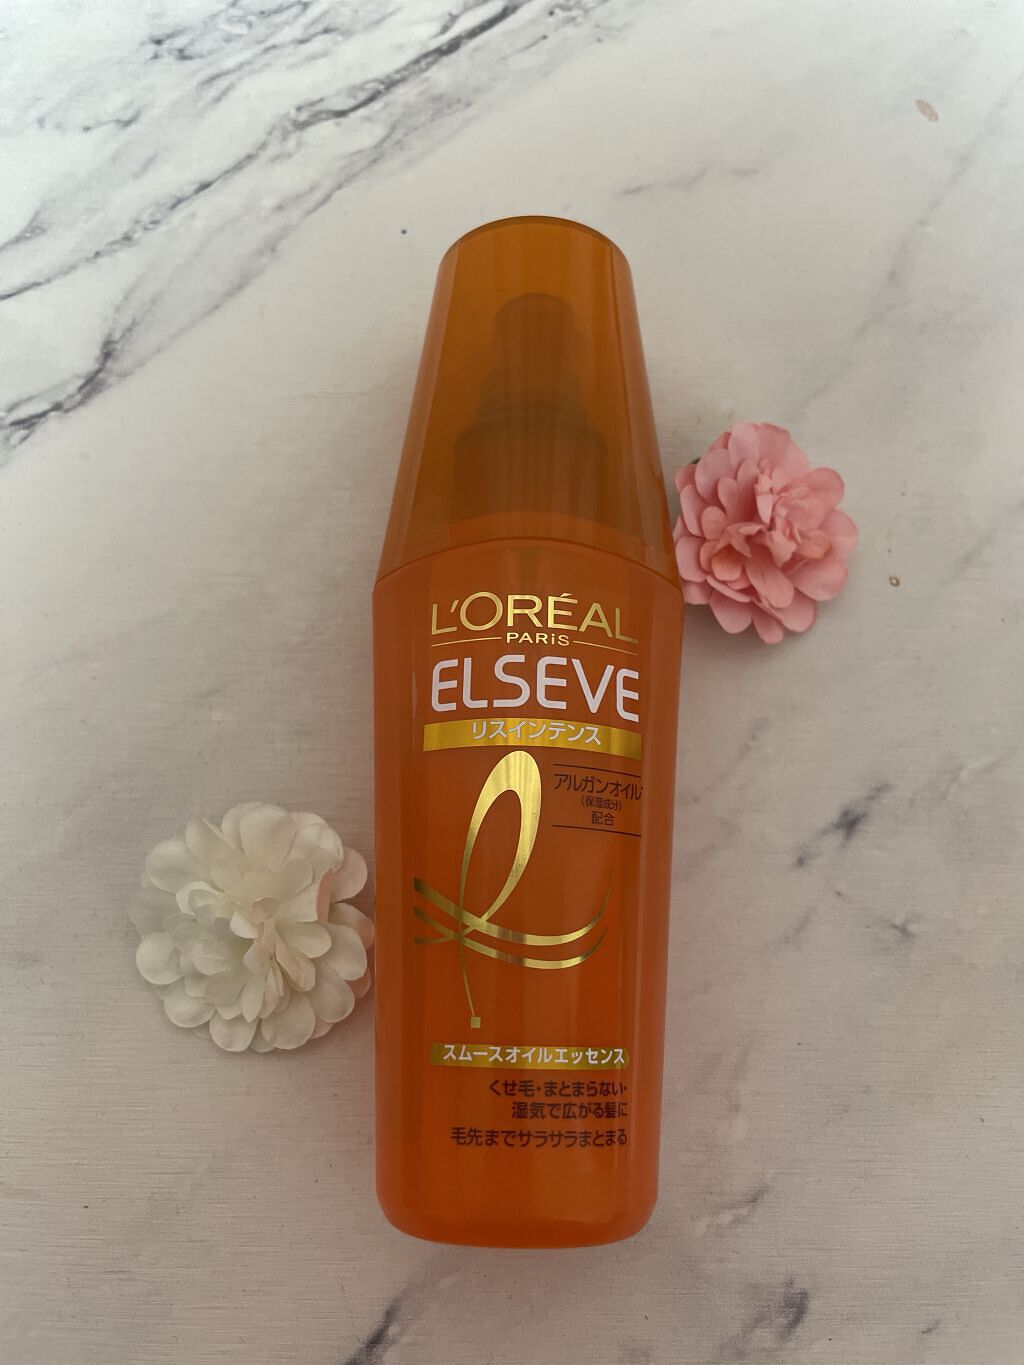 L'ORÉAL
PARIS
ELSEVE
リスインテンス
アルガンオイル*
(保湿成分)
配合
スムースオイルエッセンス
くせ毛・まとまらない・
湿気で広がる髪に
毛先までサラサラまとまる